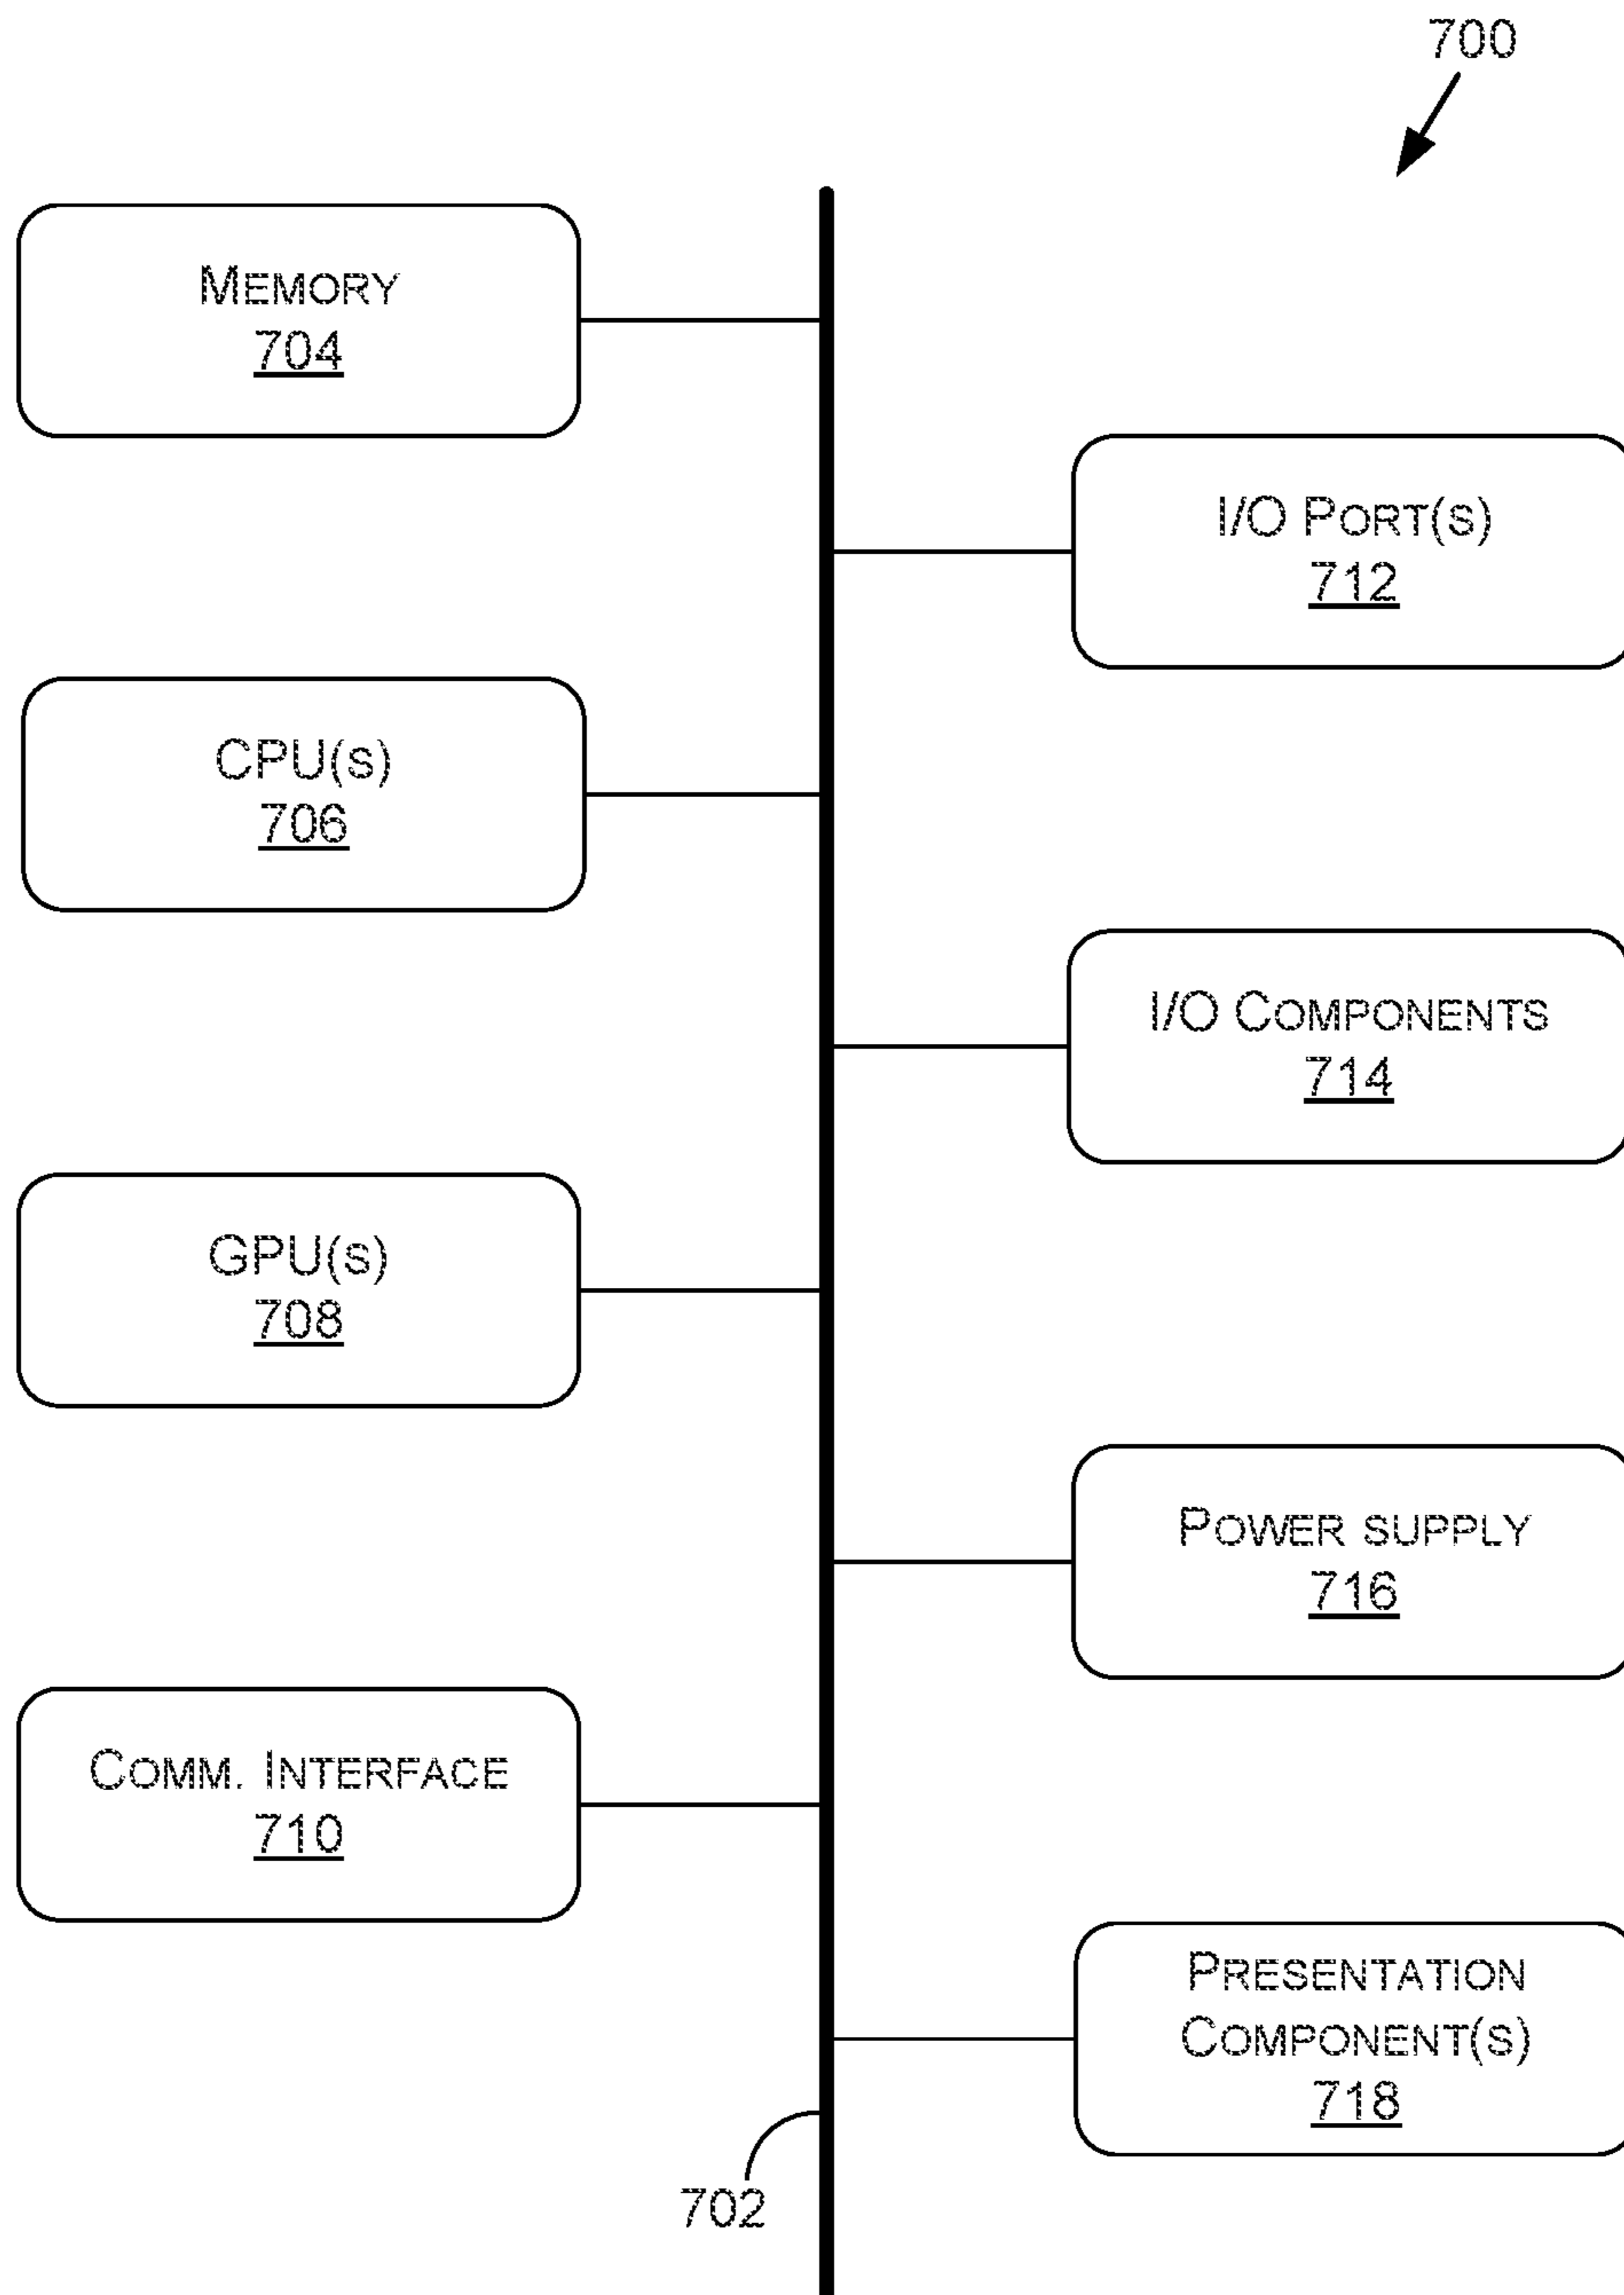 700
MEMORY
704
I/O PORT(S)
712
CPU(S)
706
I/O COMPONENTS
714
GPU(S)
708
POWER SUPPLY
716
COMM. INTERFACE
710
PRESENTATION
COMPONENT(S)
718
702